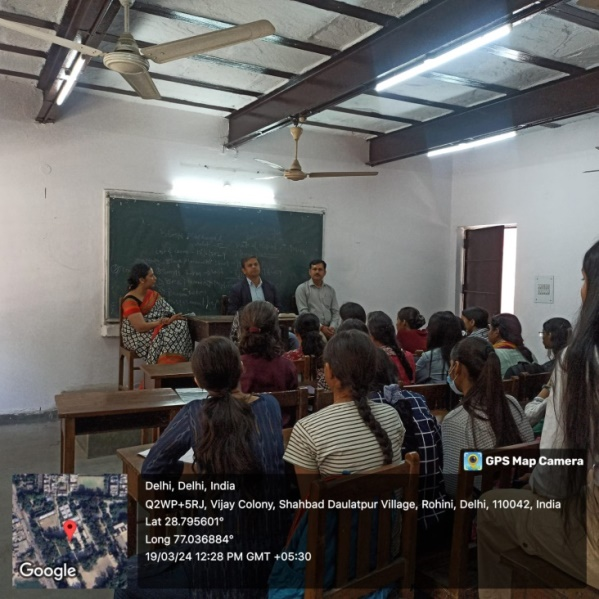 GPS Map Camera
Delhi, Delhi, India
Q2WP+5RJ, Vijay Colony, Shahbad Daulatpur Village, Rohini, Delhi, 110042, India
Lat 28.795601°
Long 77.036884°
19/03/24 12:28 PM GMT +05:30
Google